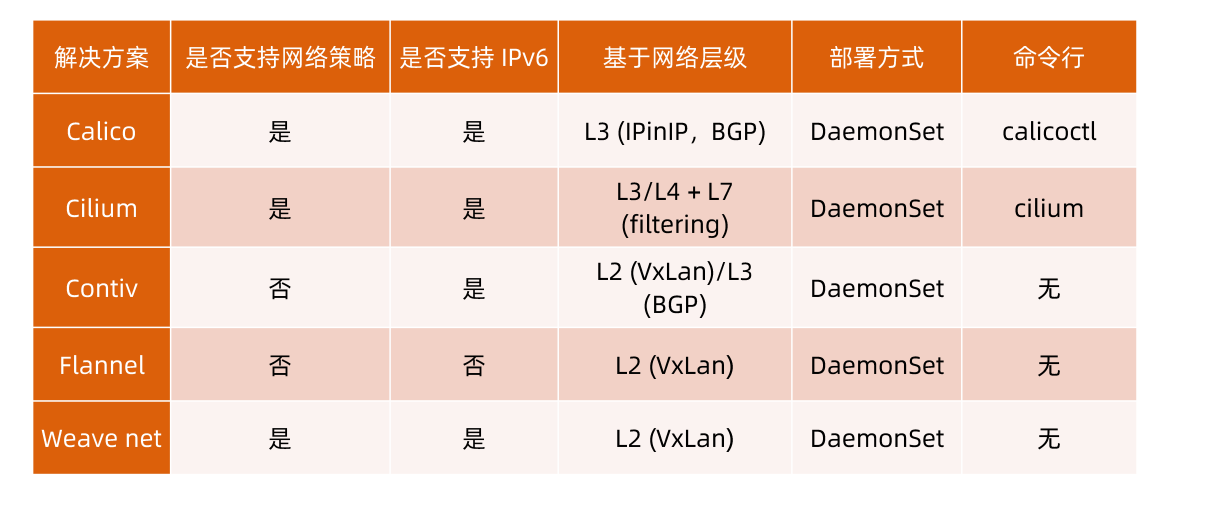 解决方案 是否支持网络策略 是否支持 IPv6 基于网络层级 部署方式 命令行
Calico 是 是 L3 (IPinIP，BGP) DaemonSet calicoctl
Cilium 是 是 L3/L4 + L7 (filtering) DaemonSet cilium
Contiv 否 是 L2 (VxLan)/L3 (BGP) DaemonSet 无
Flannel 否 否 L2 (VxLan) DaemonSet 无
Weave net 是 是 L2 (VxLan) DaemonSet 无